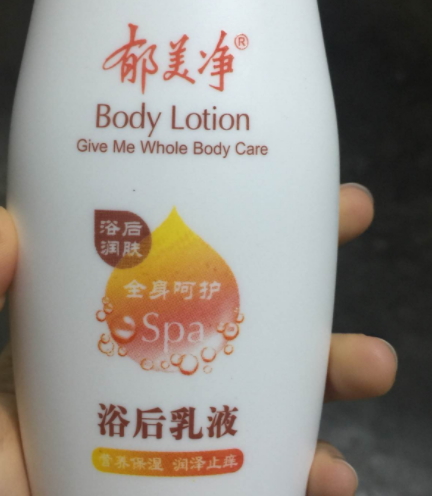 郁美净®
Body Lotion
Give Me Whole Body Care
浴后
润肤
全身呵护
Spa
浴后乳液
营养保湿 润泽止痒